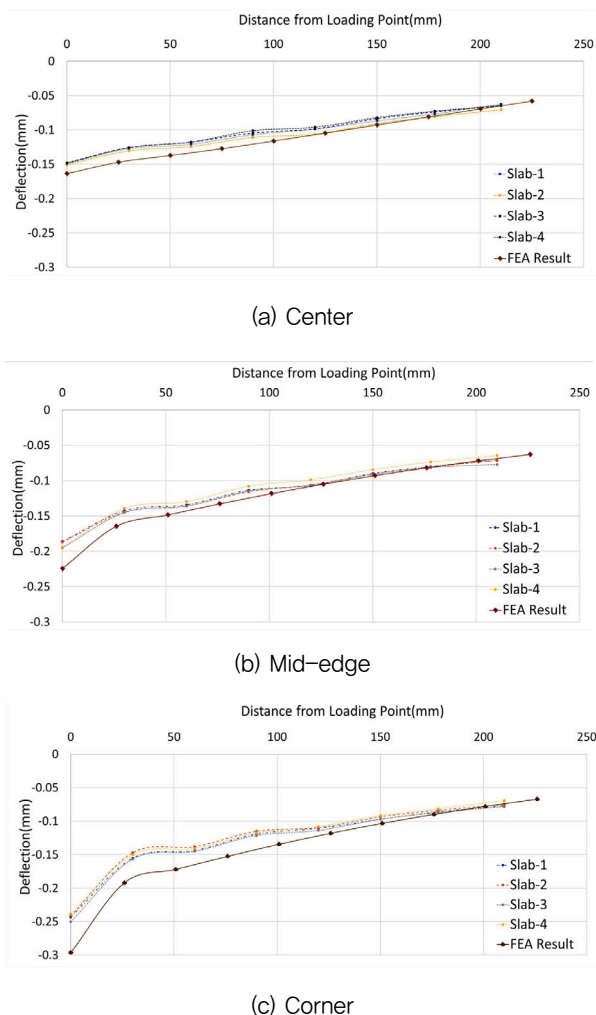 Distance from Loading Point(mm)
0 50 100 150 200 250
0
-0.05
-0.1
-0.15
-0.2
-0.25
-0.3
Deflection(mm)
Slab-1
Slab-2
Slab-3
Slab-4
FEA Result
(a) Center
Distance from Loading Point(mm)
0 50 100 150 200 250
0
-0.05
-0.1
-0.15
-0.2
-0.25
-0.3
Deflection(mm)
Slab-1
Slab-2
Slab-3
Slab-4
FEA Result
(b) Mid-edge
Distance from Loading Point(mm)
0 50 100 150 200 250
0
-0.05
-0.1
-0.15
-0.2
-0.25
-0.3
Deflection(mm)
Slab-1
Slab-2
Slab-3
Slab-4
FEA Result
(c) Corner